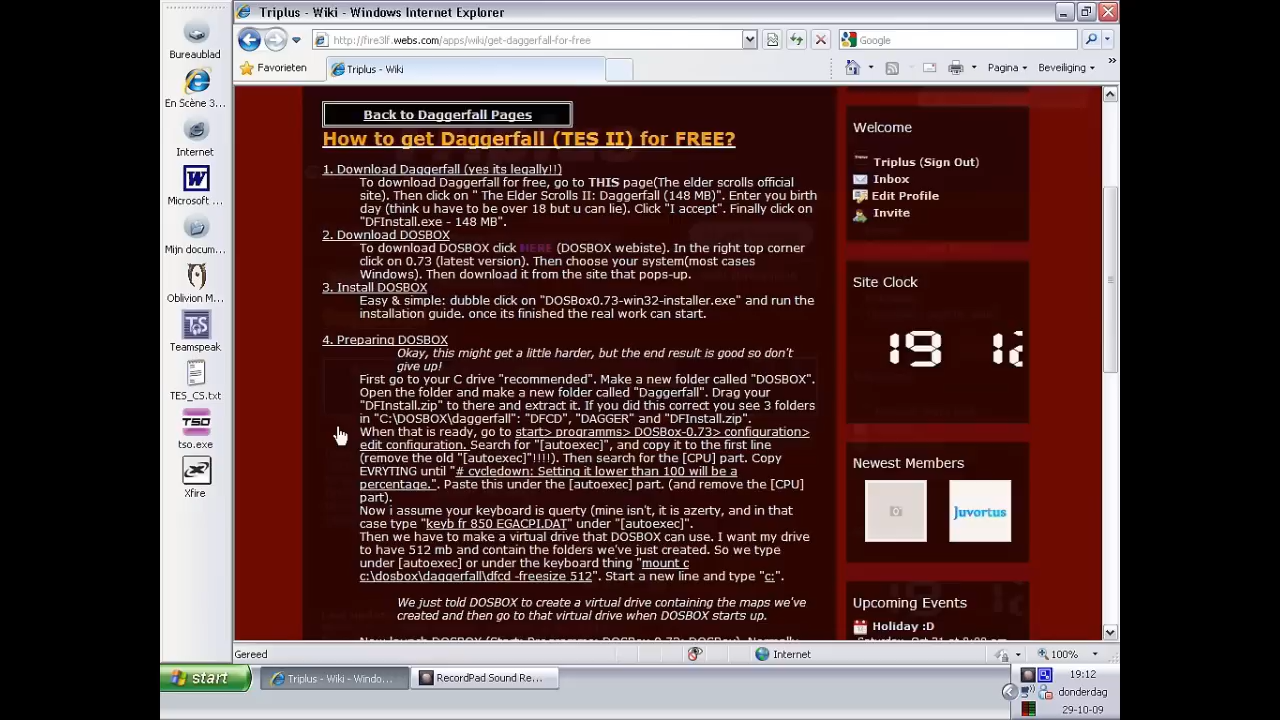 Triplus - Wiki - Windows Internet Explorer
http://fire3lf.webs.com/apps/wiki/get-daggerfall-for-free
Google
Favorieten
Triplus - Wiki
Pagina
Beveiliging
Bureaublad
En Scène 3...
Internet
Microsoft ...
Mijn docum...
Oblivion M...
Teamspeak
TES_CS.txt
tso.exe
Xfire
Back to Daggerfall Pages
How to get Daggerfall (TES II) for FREE?
1. Download Daggerfall (yes its legally!!)
To download Daggerfall for free, go to THIS page(The elder scrolls official
site). Then click on " The Elder Scrolls II: Daggerfall (148 MB)". Enter you birth
day (think u have to be over 18 but u can lie). Click "I accept". Finally click on
"DFInstall.exe - 148 MB".
2. Download DOSBOX
To download DOSBOX click HERE (DOSBOX webiste). In the right top corner
click on 0.73 (latest version). Then choose your system(most cases
Windows). Then download it from the site that pops-up.
3. Install DOSBOX
Easy & simple: dubble click on "DOSBox0.73-win32-installer.exe" and run the
installation guide. once its finished the real work can start.
4. Preparing DOSBOX
Okay, this might get a little harder, but the end result is good so don't
give up!
First go to your C drive "recommended". Make a new folder called "DOSBOX".
Open the folder and make a new folder called "Daggerfall". Drag your
"DFInstall.zip" to there and extract it. If you did this correct you see 3 folders
in "C:\DOSBOX\daggerfall": "DFCD", "DAGGER" and "DFInstall.zip".
When that is ready, go to start> programms> DOSBox-0.73> configuration>
edit configuration. Search for "[autoexec]", and copy it to the first line
(remove the old "[autoexec]"!!!!). Then search for the [CPU] part. Copy
EVRYTING until "# cycledown: Setting it lower than 100 will be a
percentage.". Paste this under the [autoexec] part. (and remove the [CPU]
part).
Now i assume your keyboard is querty (mine isn't, it is azerty, and in that
case type "keyb fr 850 EGACPI.DAT" under "[autoexec]".
Then we have to make a virtual drive that DOSBOX can use. I want my drive
to have 512 mb and contain the folders we've just created. So we type
under [autoexec] or under the keyboard thing "mount c
c:\dosbox\daggerfall\dfcd -freesize 512". Start a new line and type "c:".
We just told DOSBOX to create a virtual drive containing the maps we've
created and then go to that virtual drive when DOSBOX starts up.
Now launch DOSBOX (Start: Programms: DOSBox-0.73: DOSBox). Normally
Welcome
Triplus (Sign Out)
Inbox
Edit Profile
Invite
Site Clock
19 12
Newest Members
Juvortus
Upcoming Events
Holiday :D
Saturday, Oct 31 at 8:00 am
Gereed
Internet
100%
start
Triplus - Wiki - Windo...
RecordPad Sound Re...
19:12
donderdag
29-10-09